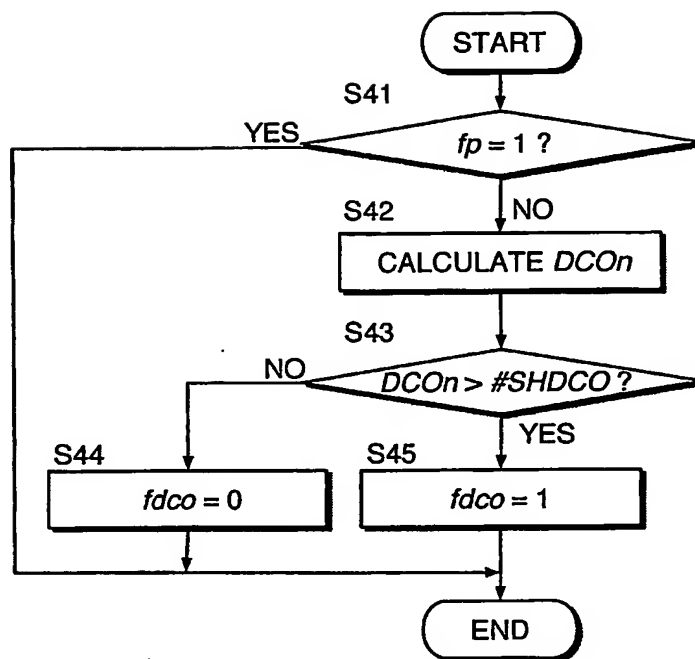 START
S41
YES
fp = 1 ?
S42
NO
CALCULATE DCOn
S43
NO
DCOn > #SHDCO ?
YES
S44
S45
fdco = 0
fdco = 1
END